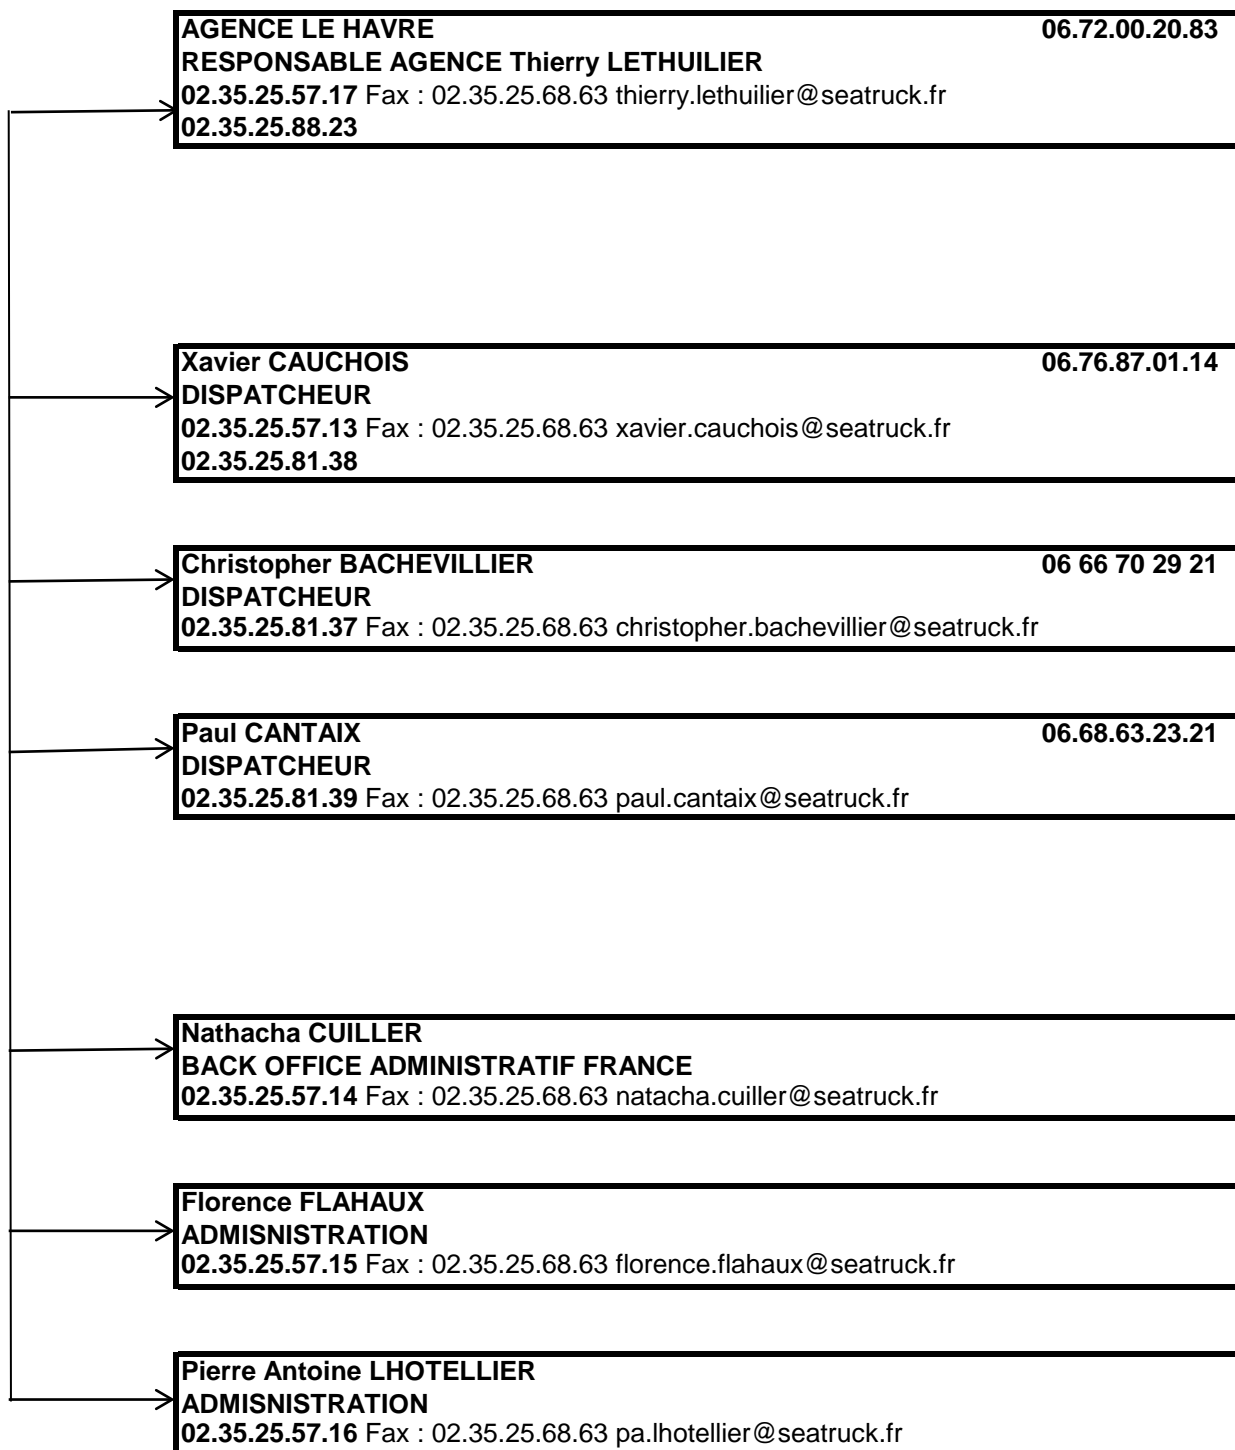 AGENCE LE HAVRE 06.72.00.20.83
RESPONSABLE AGENCE Thierry LETHUILIER
02.35.25.57.17 Fax : 02.35.25.68.63 thierry.lethuilier@seatruck.fr
02.35.25.88.23
Xavier CAUCHOIS 06.76.87.01.14
DISPATCHEUR
02.35.25.57.13 Fax : 02.35.25.68.63 xavier.cauchois@seatruck.fr
02.35.25.81.38
Christopher BACHEVILLIER 06 66 70 29 21
DISPATCHEUR
02.35.25.81.37 Fax : 02.35.25.68.63 christopher.bachevillier@seatruck.fr
Paul CANTAIX 06.68.63.23.21
DISPATCHEUR
02.35.25.81.39 Fax : 02.35.25.68.63 paul.cantaix@seatruck.fr
Nathacha CUILLER
BACK OFFICE ADMINISTRATIF FRANCE
02.35.25.57.14 Fax : 02.35.25.68.63 natacha.cuiller@seatruck.fr
Florence FLAHAUX
ADMISNISTRATION
02.35.25.57.15 Fax : 02.35.25.68.63 florence.flahaux@seatruck.fr
Pierre Antoine LHOTELLIER
ADMISNISTRATION
02.35.25.57.16 Fax : 02.35.25.68.63 pa.lhotellier@seatruck.fr